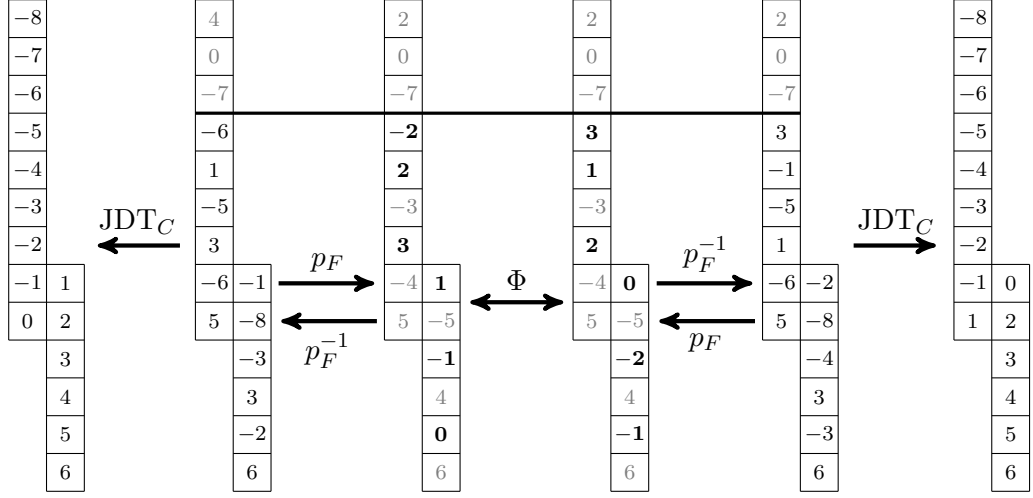 −8 4 2 2 2 −8
−7 0 0 0 0 −7
−6 −7 −7 −7 −7 −6
−5 −6 −2 3 3 −5
−4 1 2 1 −1 −4
−3 −5 −3 −3 −5 −3
JDT_C JDT_C
−2 3 3 2 1 −2
p_F p_F^{−1}
−1 1 −6 −1 −4 1 Φ −4 0 −6 −2 −1 0
0 2 5 −8 5 −5 5 −5 5 −8 1 2
p_F^{−1} p_F
3 −3 −1 −2 −4 3
4 3 4 4 3 4
5 −2 0 −1 −3 5
6 6 6 6 6 6